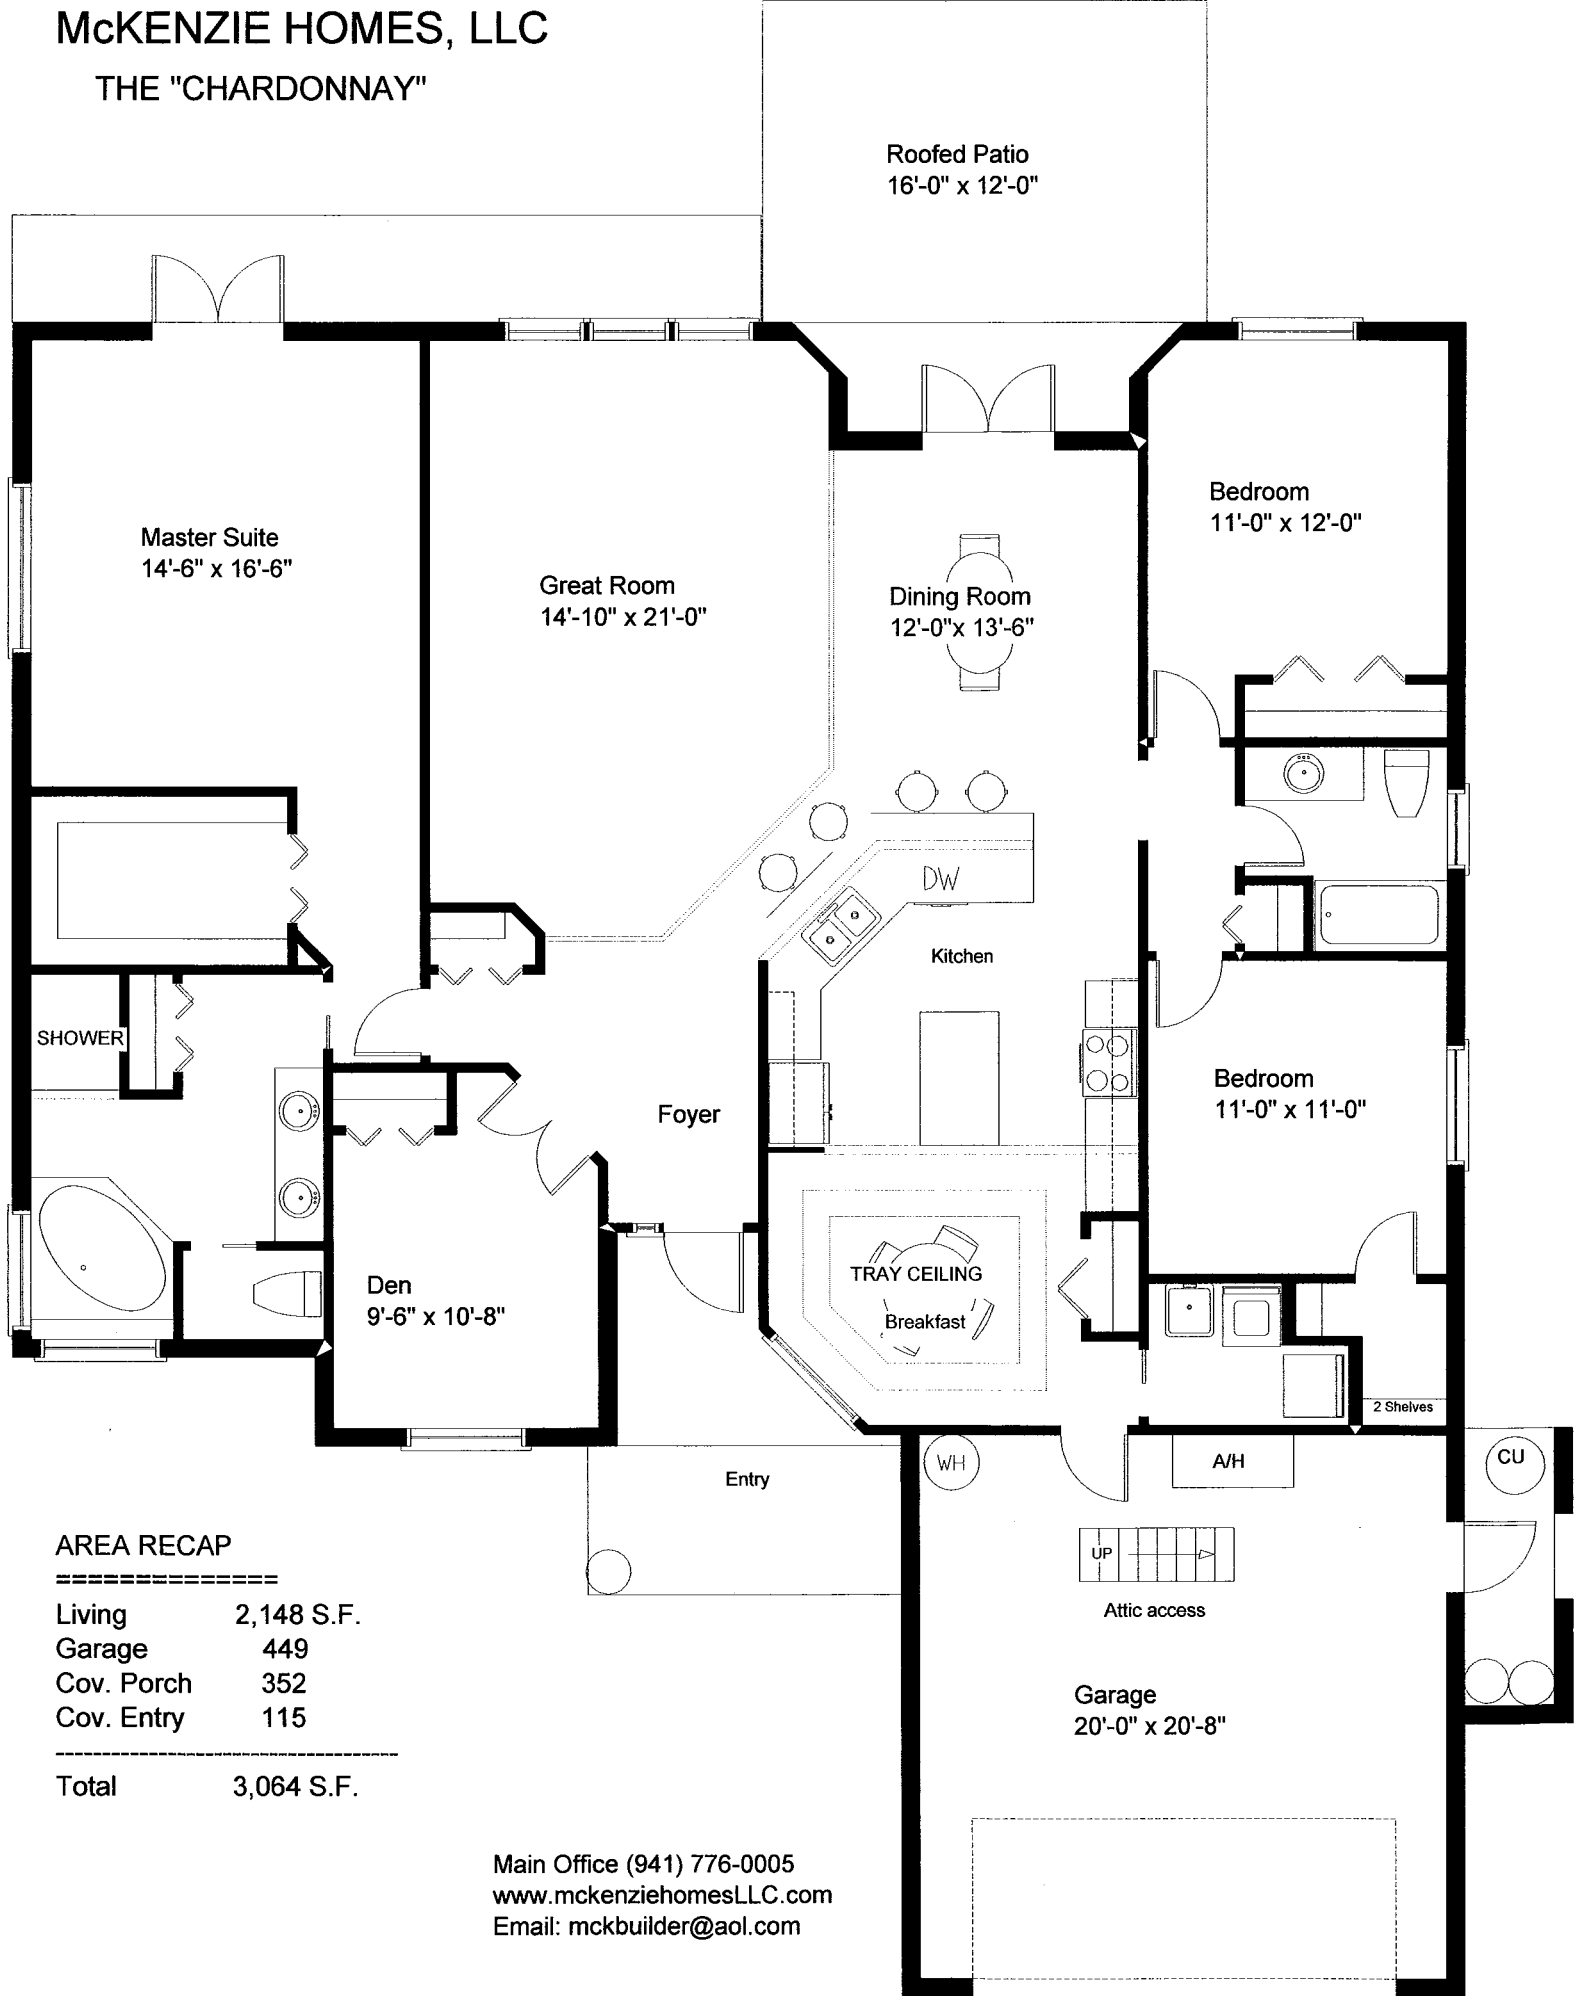 McKENZIE HOMES, LLC
THE "CHARDONNAY"
Roofed Patio
16'-0" x 12'-0"
Master Suite
14'-6" x 16'-6"
Great Room
14'-10" x 21'-0"
Dining Room
12'-0"x 13'-6"
Bedroom
11'-0" x 12'-0"
DW
Kitchen
SHOWER
Foyer
Bedroom
11'-0" x 11'-0"
Den
9'-6" x 10'-8"
TRAY CEILING
Breakfast
2 Shelves
Entry
WH
A/H
CU
UP
Attic access
Garage
20'-0" x 20'-8"
AREA RECAP
==============
Living 2,148 S.F.
Garage 449
Cov. Porch 352
Cov. Entry 115
-------------------------------------
Total 3,064 S.F.
Main Office (941) 776-0005
www.mckenziehomesLLC.com
Email: mckbuilder@aol.com